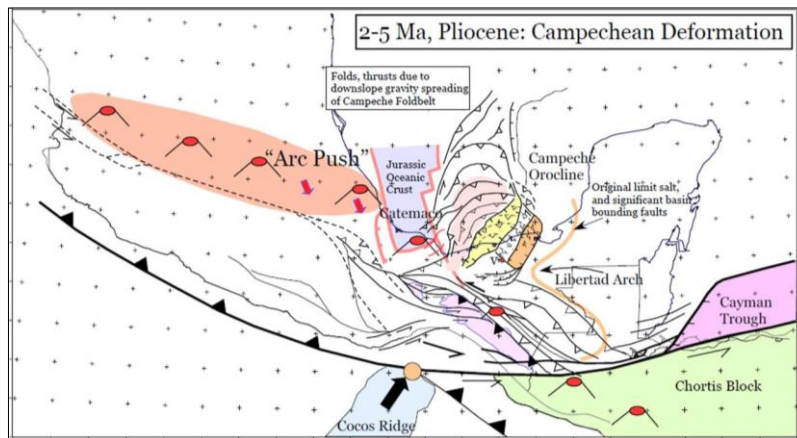 2-5 Ma, Pliocene: Campechean Deformation
Folds, thrusts due to
downslope gravity spreading
of Campeche Foldbelt
"Arc Push"
Jurassic
Oceanic
Crust
Catemaco
Campeche
Orocline
Original limit salt,
and significant basin
bounding faults
Libertad Arch
Cayman
Trough
Chortis Block
Cocos Ridge